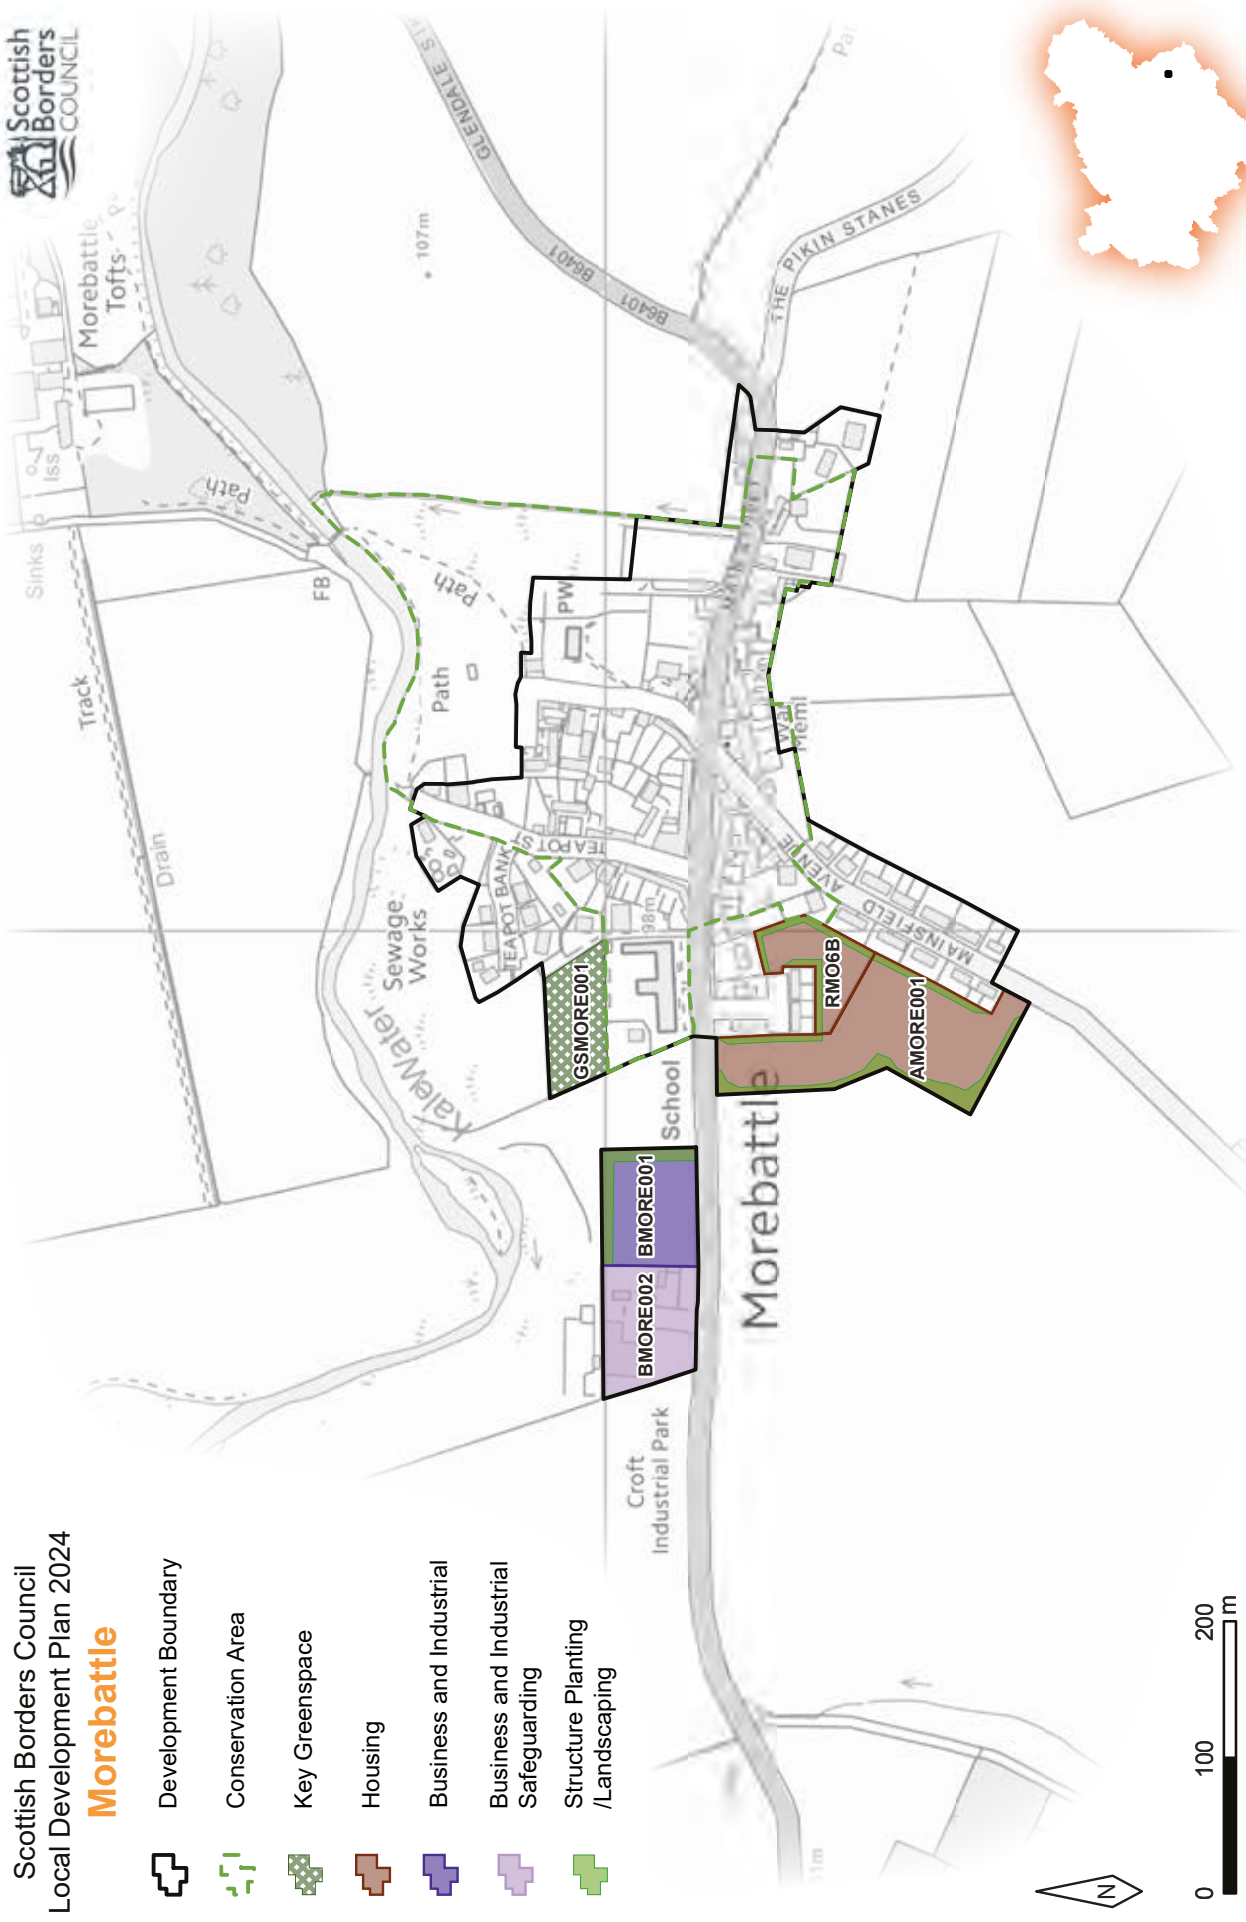 Scottish Borders Council
Local Development Plan 2024
Morebattle
Development Boundary
Conservation Area
Key Greenspace
Housing
Business and Industrial
Business and Industrial
Safeguarding
Structure Planting
/Landscaping
Scottish
Borders
COUNCIL
Sinks
Iss
Morebattle
Tofts
Track
Drain
FB
Path
Path
Path
107m
GLENDALE
B6401
B6401
THE PIKIN STANES
Kale Water
Sewage
Works
PW
TEAPOT BANK
TEAPOT ST
98m
GSMORE001
School
War
Meml
MAINSFIELD
AVENUE
RMO6B
AMORE001
BMORE001
BMORE002
Croft
Industrial Park
Morebattle
N
0
100
200
m